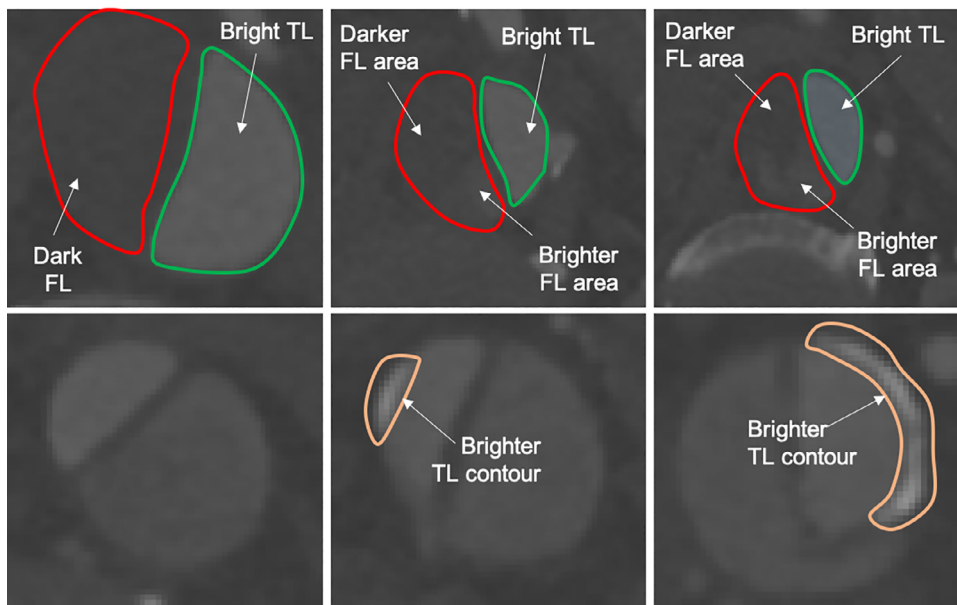 Bright TL
Dark
FL
Darker
FL area
Bright TL
Brighter
FL area
Darker
FL area
Bright TL
Brighter
FL area
Brighter
TL contour
Brighter
TL contour